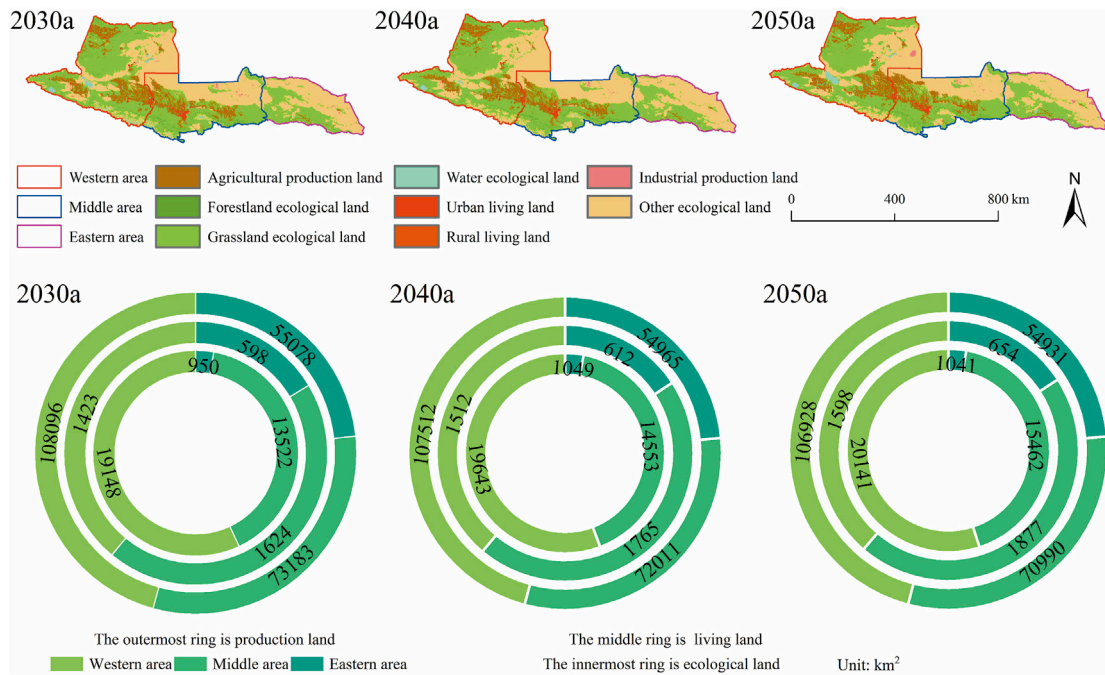 2030a
2040a
2050a
Western area
Agricultural production land
Water ecological land
Industrial production land
Middle area
Forestland ecological land
Urban living land
Other ecological land
Eastern area
Grassland ecological land
Rural living land
0 400 800 km
N
2030a
2040a
2050a
55078
598
950
108096
1423
19148
13522
1624
73183
54965
612
1049
107512
1512
19643
14553
1765
72011
54931
654
1041
106928
1598
20141
15462
1877
70990
The outermost ring is production land
The middle ring is living land
Western area Middle area Eastern area
The innermost ring is ecological land
Unit: km²